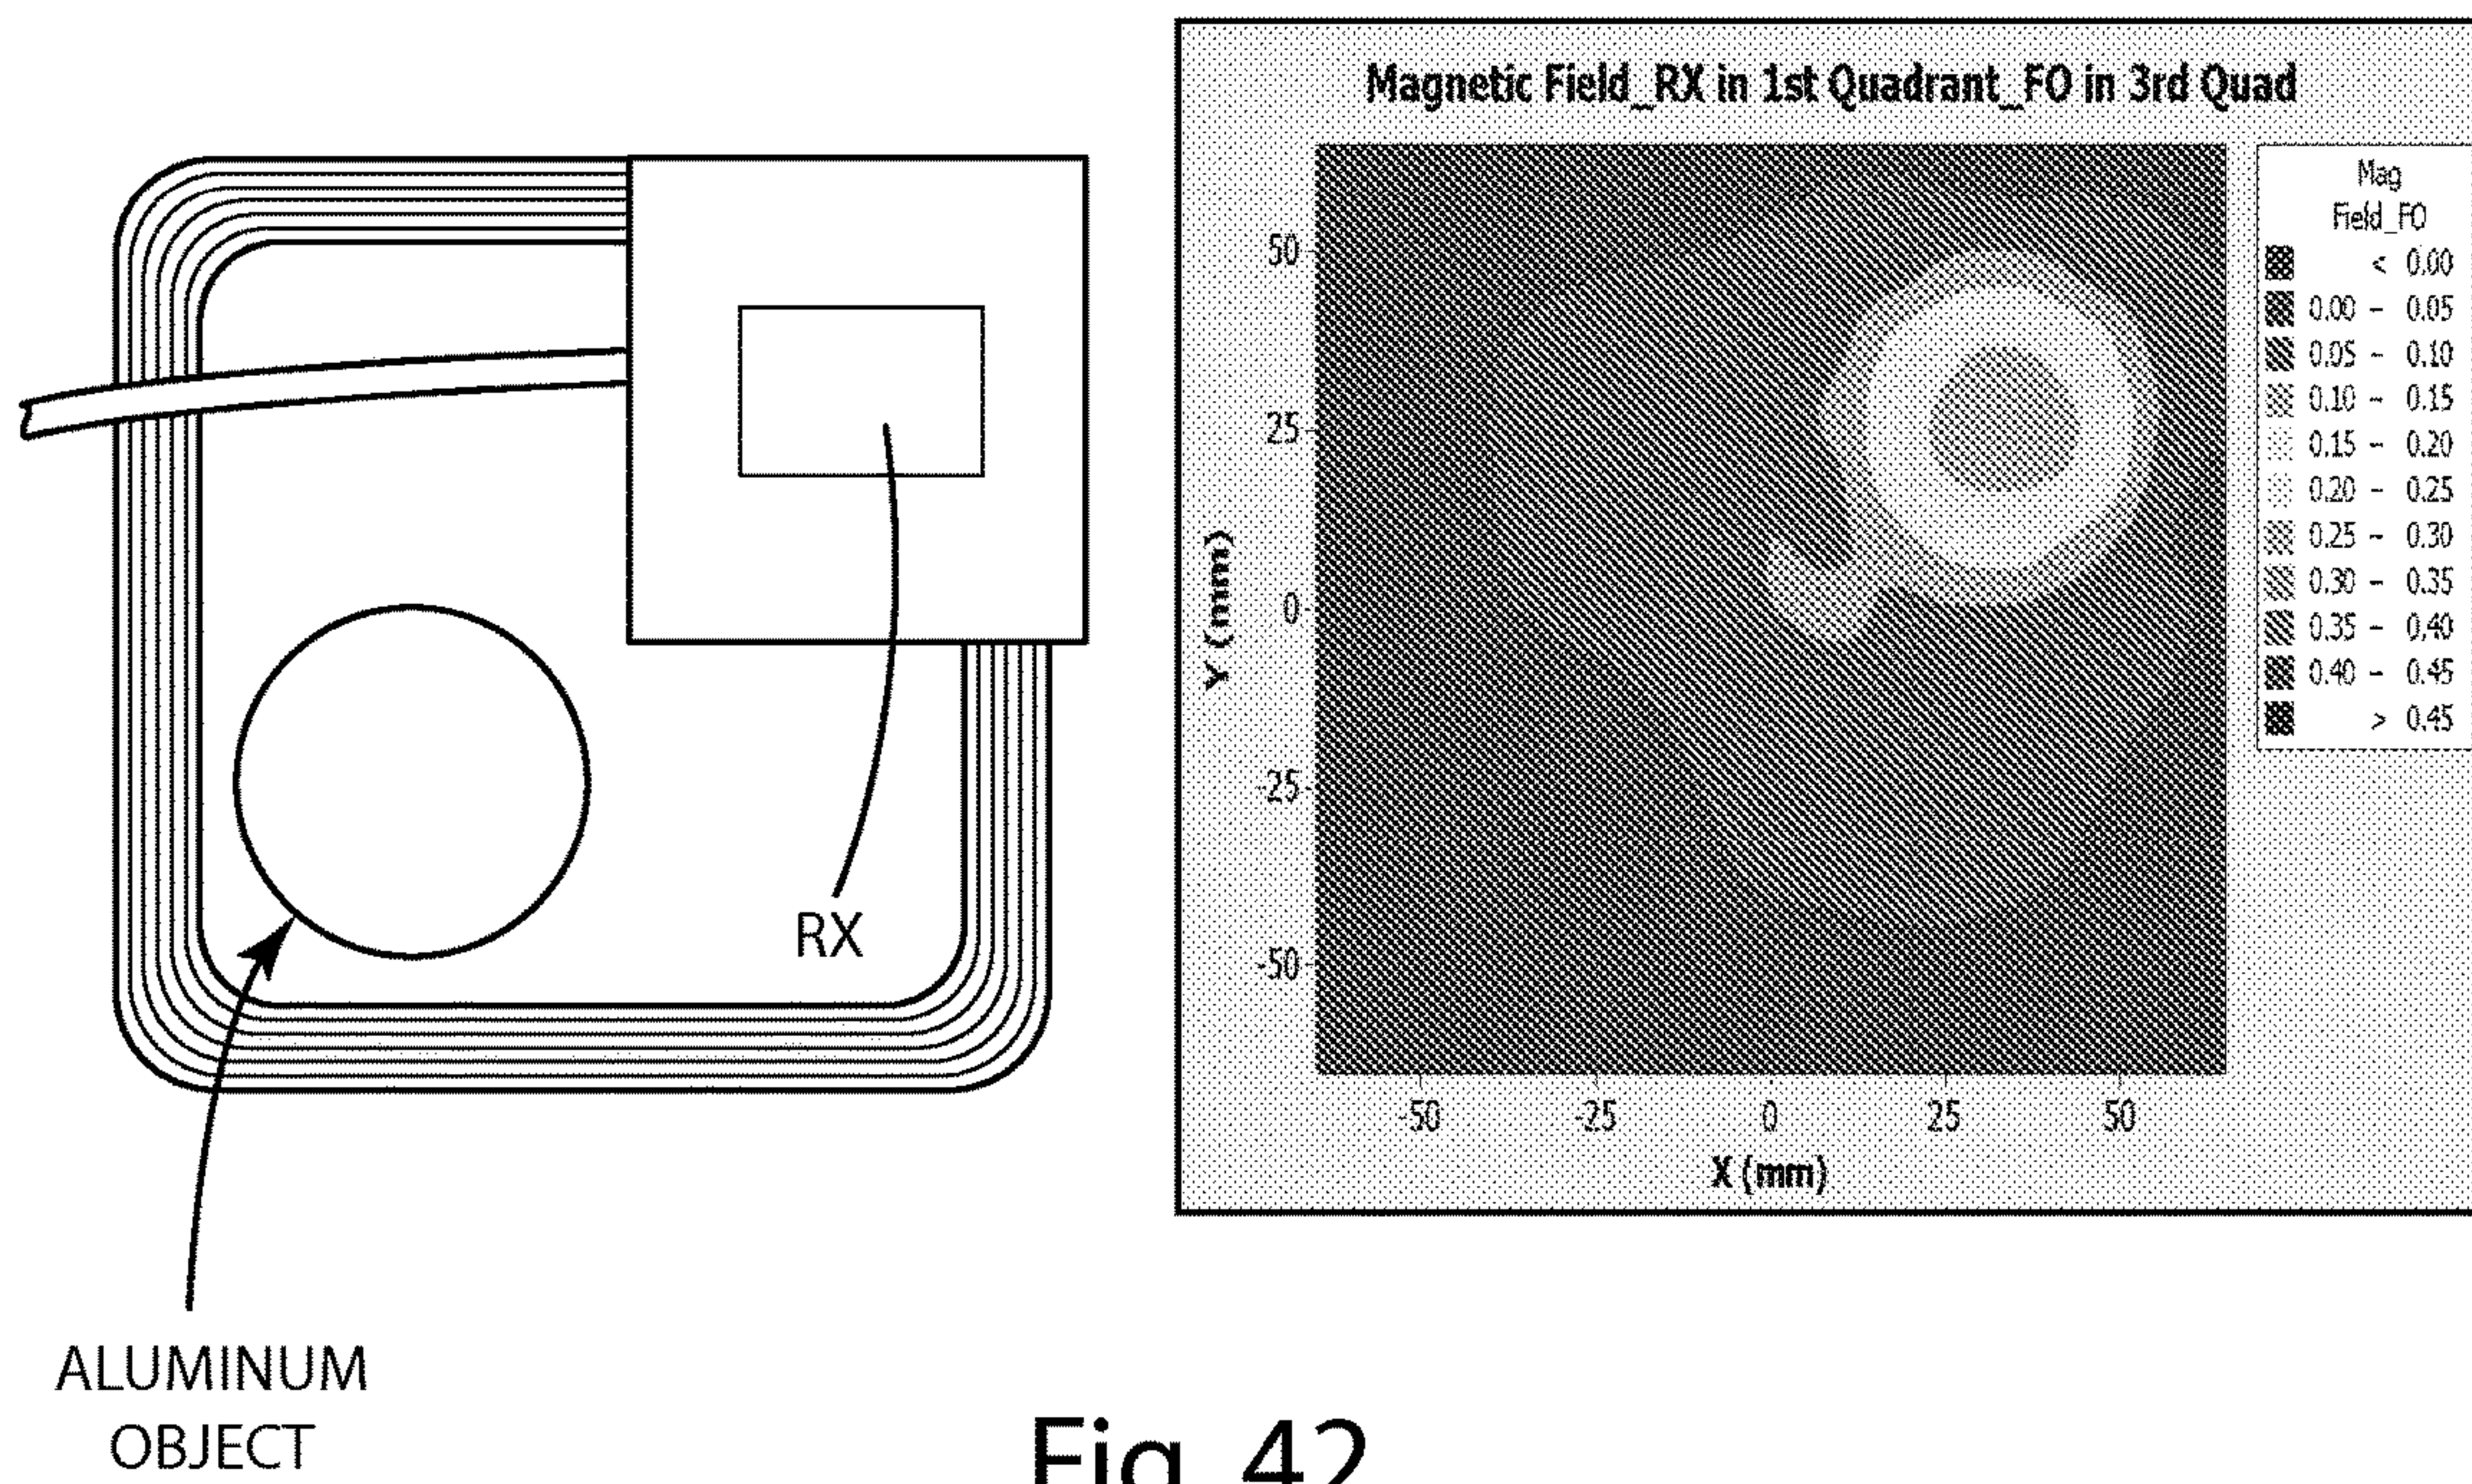 Magnetic Field_RX in 1st Quadrant_FO in 3rd Quad
Mag
Field_FO
< 0.00
0.00 - 0.05
0.05 - 0.10
0.10 - 0.15
0.15 - 0.20
0.20 - 0.25
0.25 - 0.30
0.30 - 0.35
0.35 - 0.40
0.40 - 0.45
> 0.45
50
25
0
-25
-50
Y (mm)
-50 -25 0 25 50
X (mm)
RX
ALUMINUM
OBJECT
Fig. 42